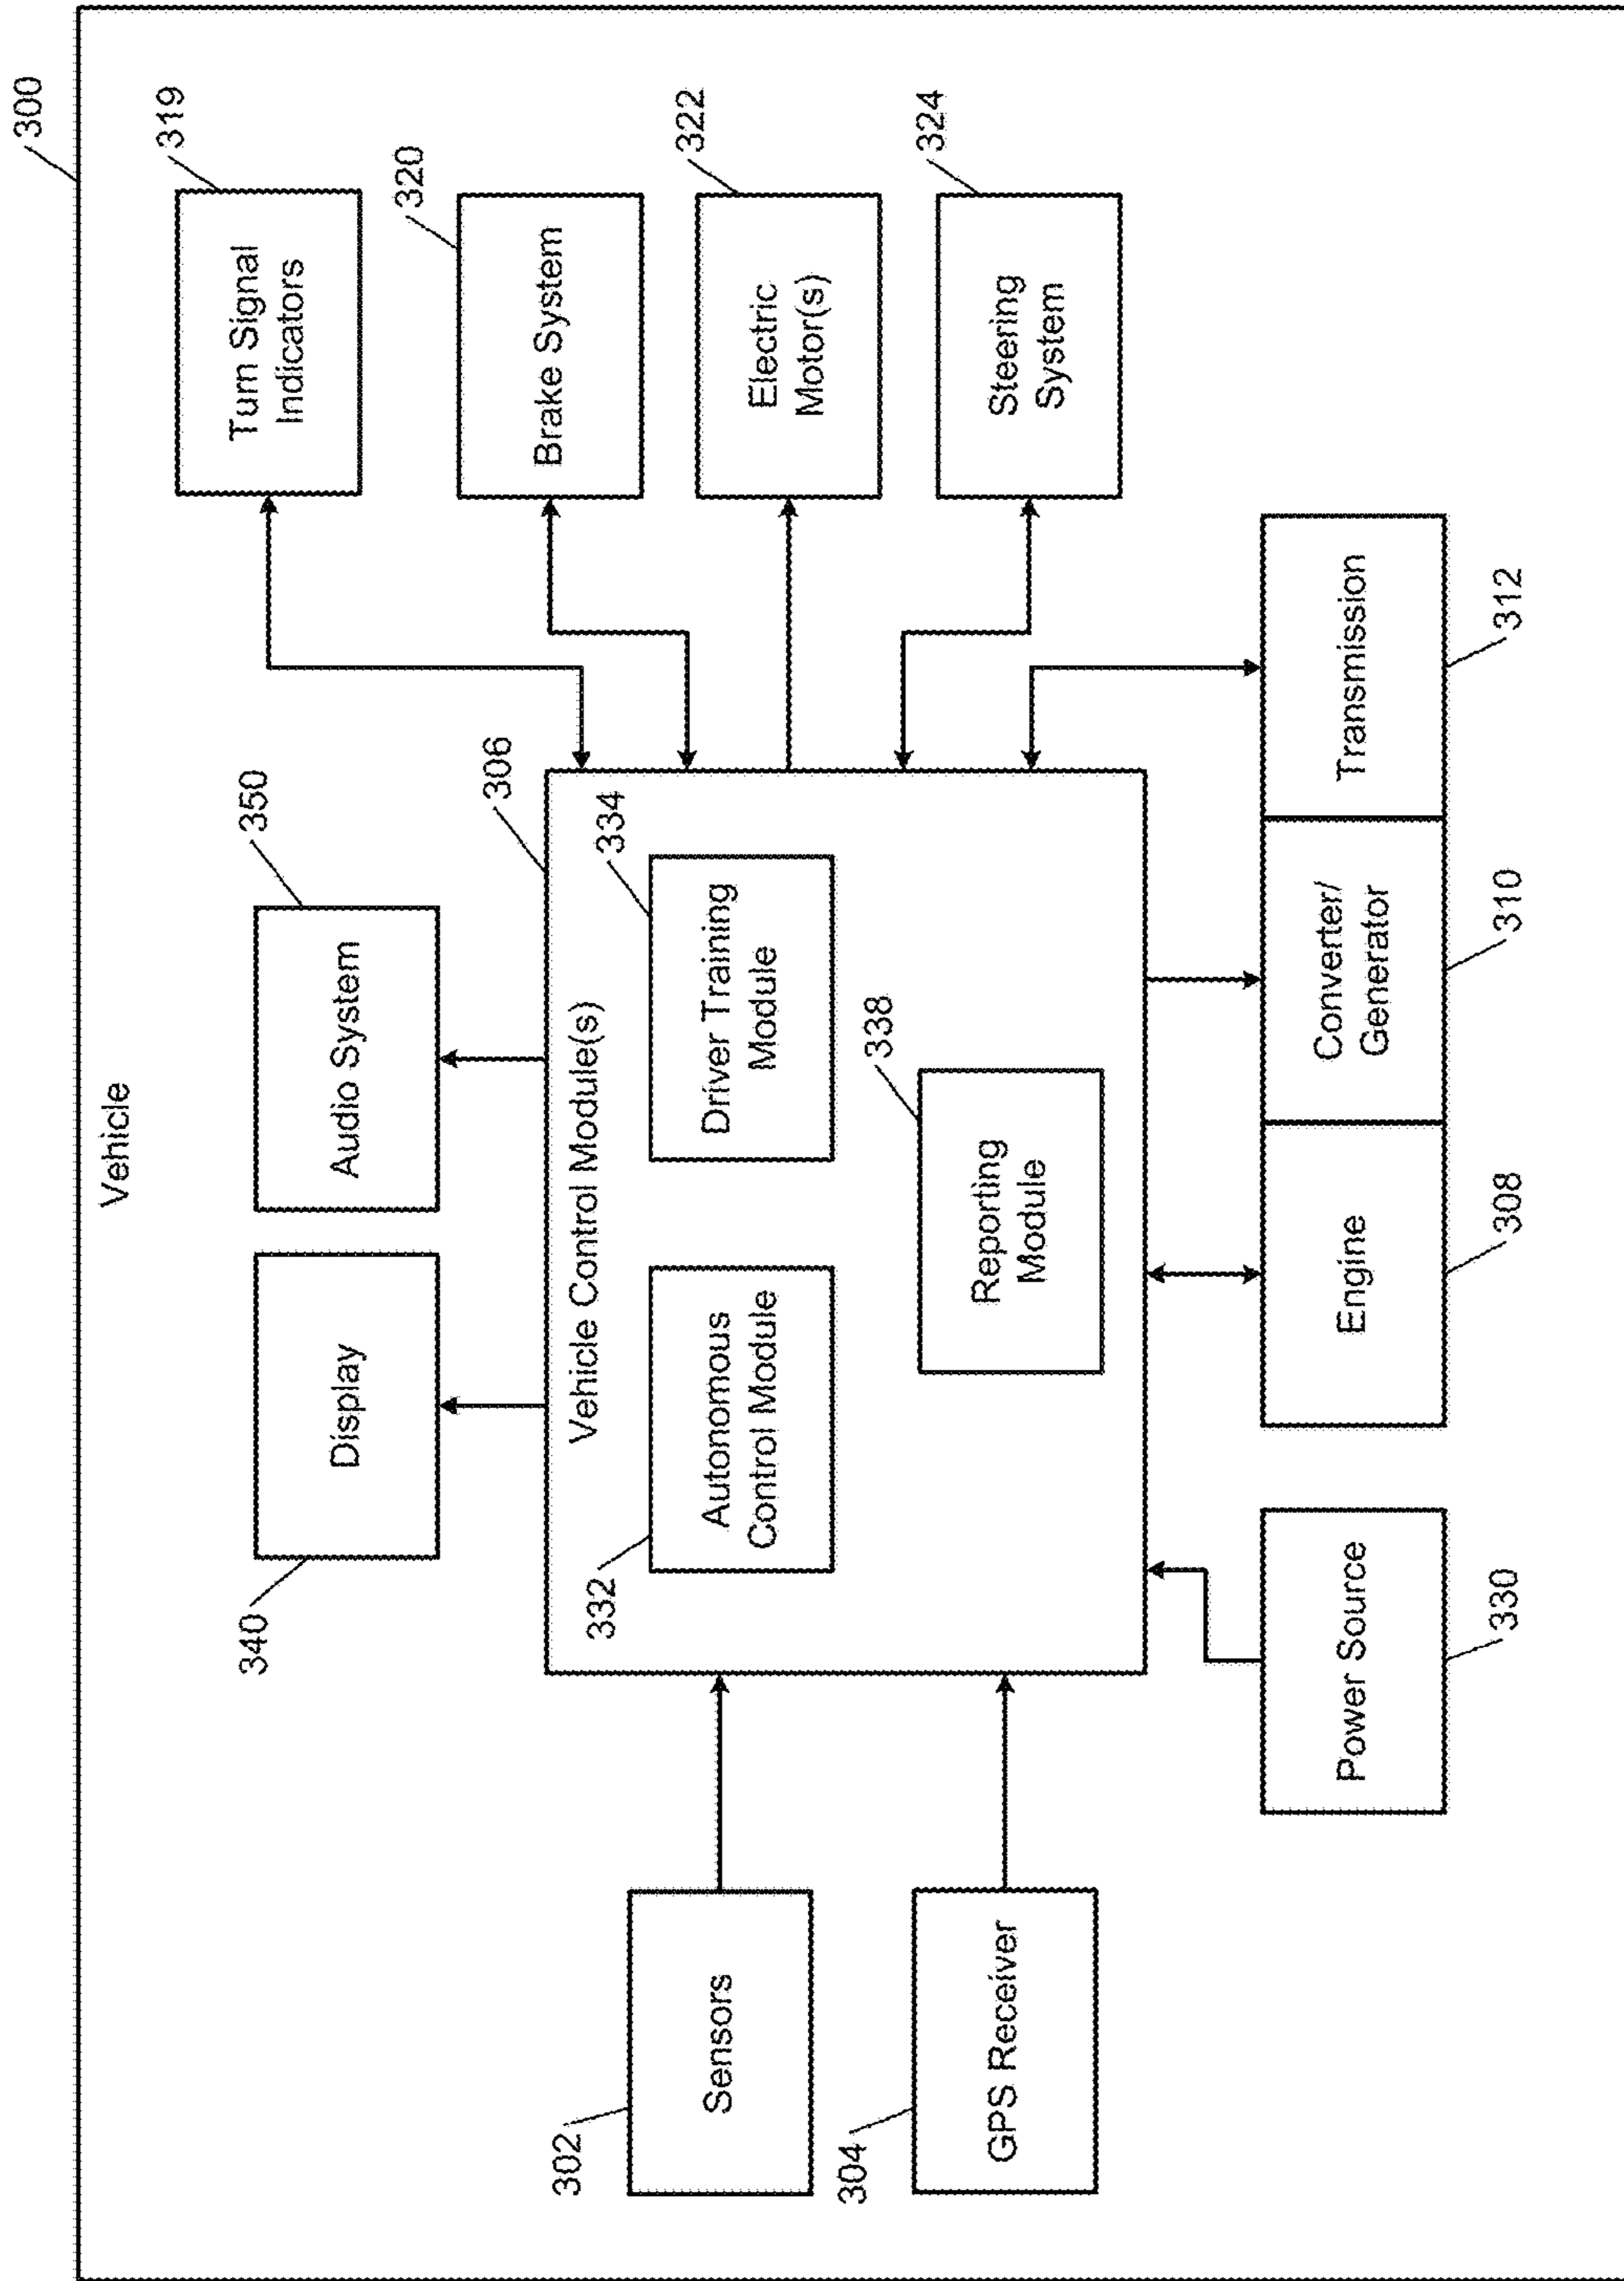 300
Vehicle
340
Display
350
Audio System
319
Turn Signal
Indicators
306
Vehicle Control Module(s)
320
Brake System
302
Sensors
332
Autonomous
Control Module
334
Driver Training
Module
322
Electric
Motor(s)
304
GPS Receiver
338
Reporting
Module
324
Steering
System
Power Source
330
Engine
308
Converter/
Generator
310
Transmission
312